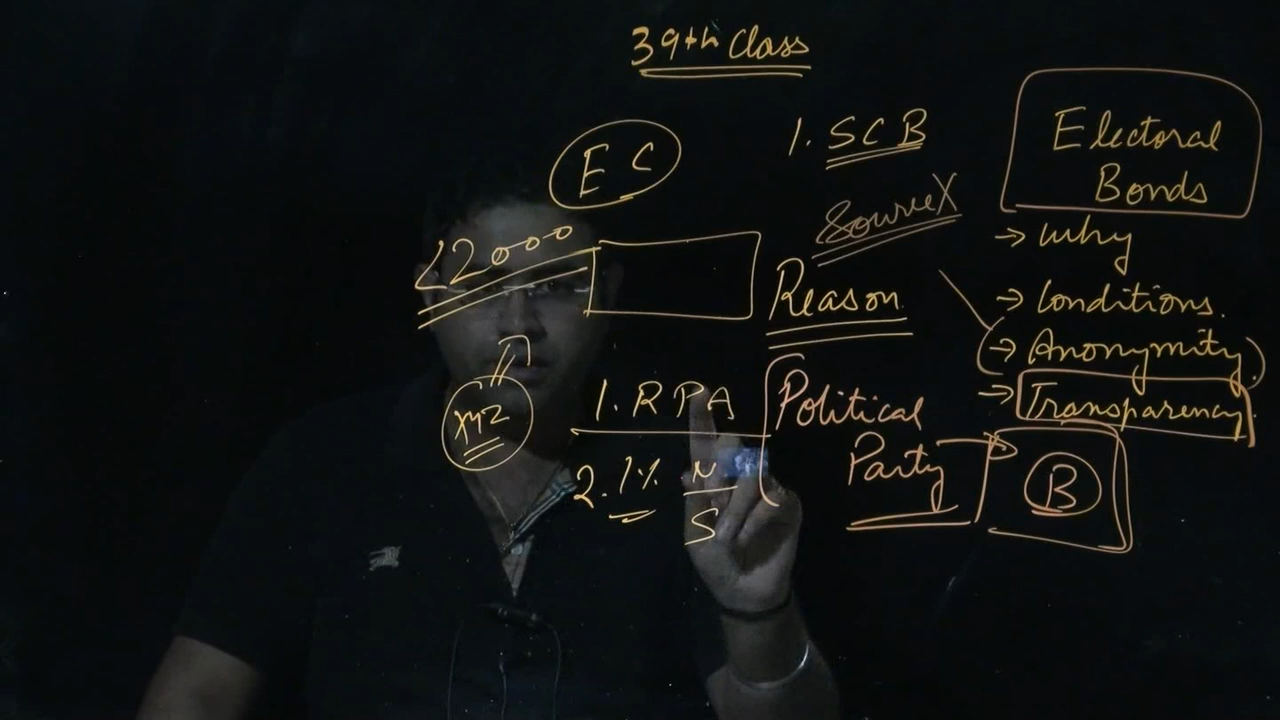 39th Class
EC
<2000
XYZ
1. SCB
Source X
Reason
1. RPA
2. 1% N
S
Political
Party
B
Electoral
Bonds
→ Why
→ Conditions.
(→ Anonymity)
→ Transparency.